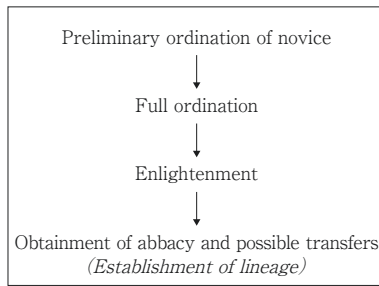 Preliminary ordination of novice
Full ordination
Enlightenment
Obtainment of abbacy and possible transfers
(Establishment of lineage)